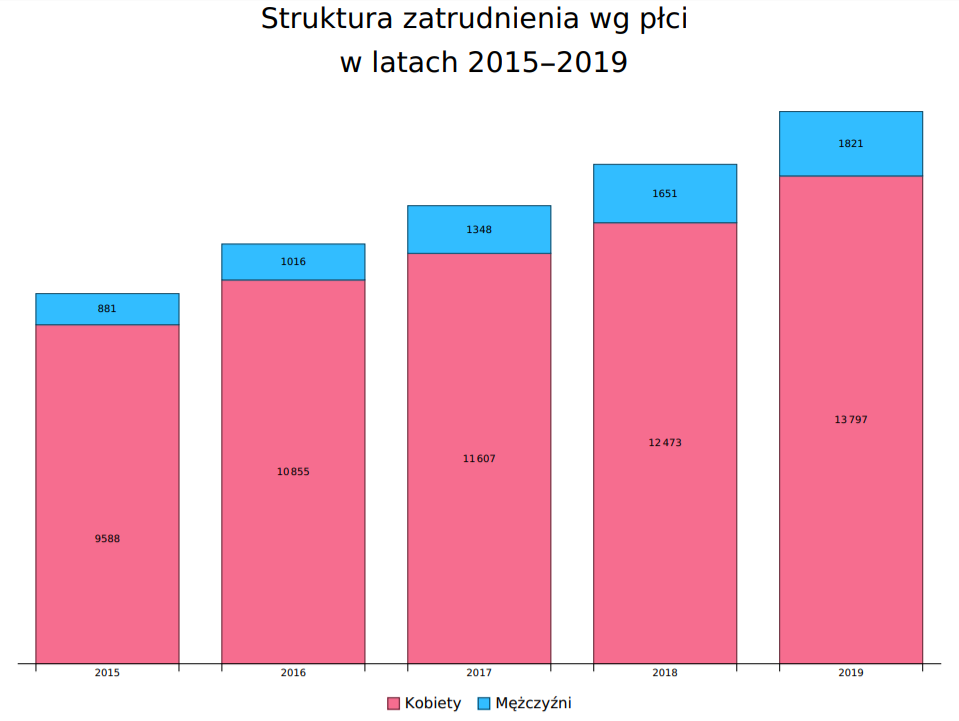 Struktura zatrudnienia wg płci
w latach 2015–2019
1821
1651
1348
1016
881
13 797
12 473
11 607
10 855
9588
2015 2016 2017 2018 2019
Kobiety Mężczyźni